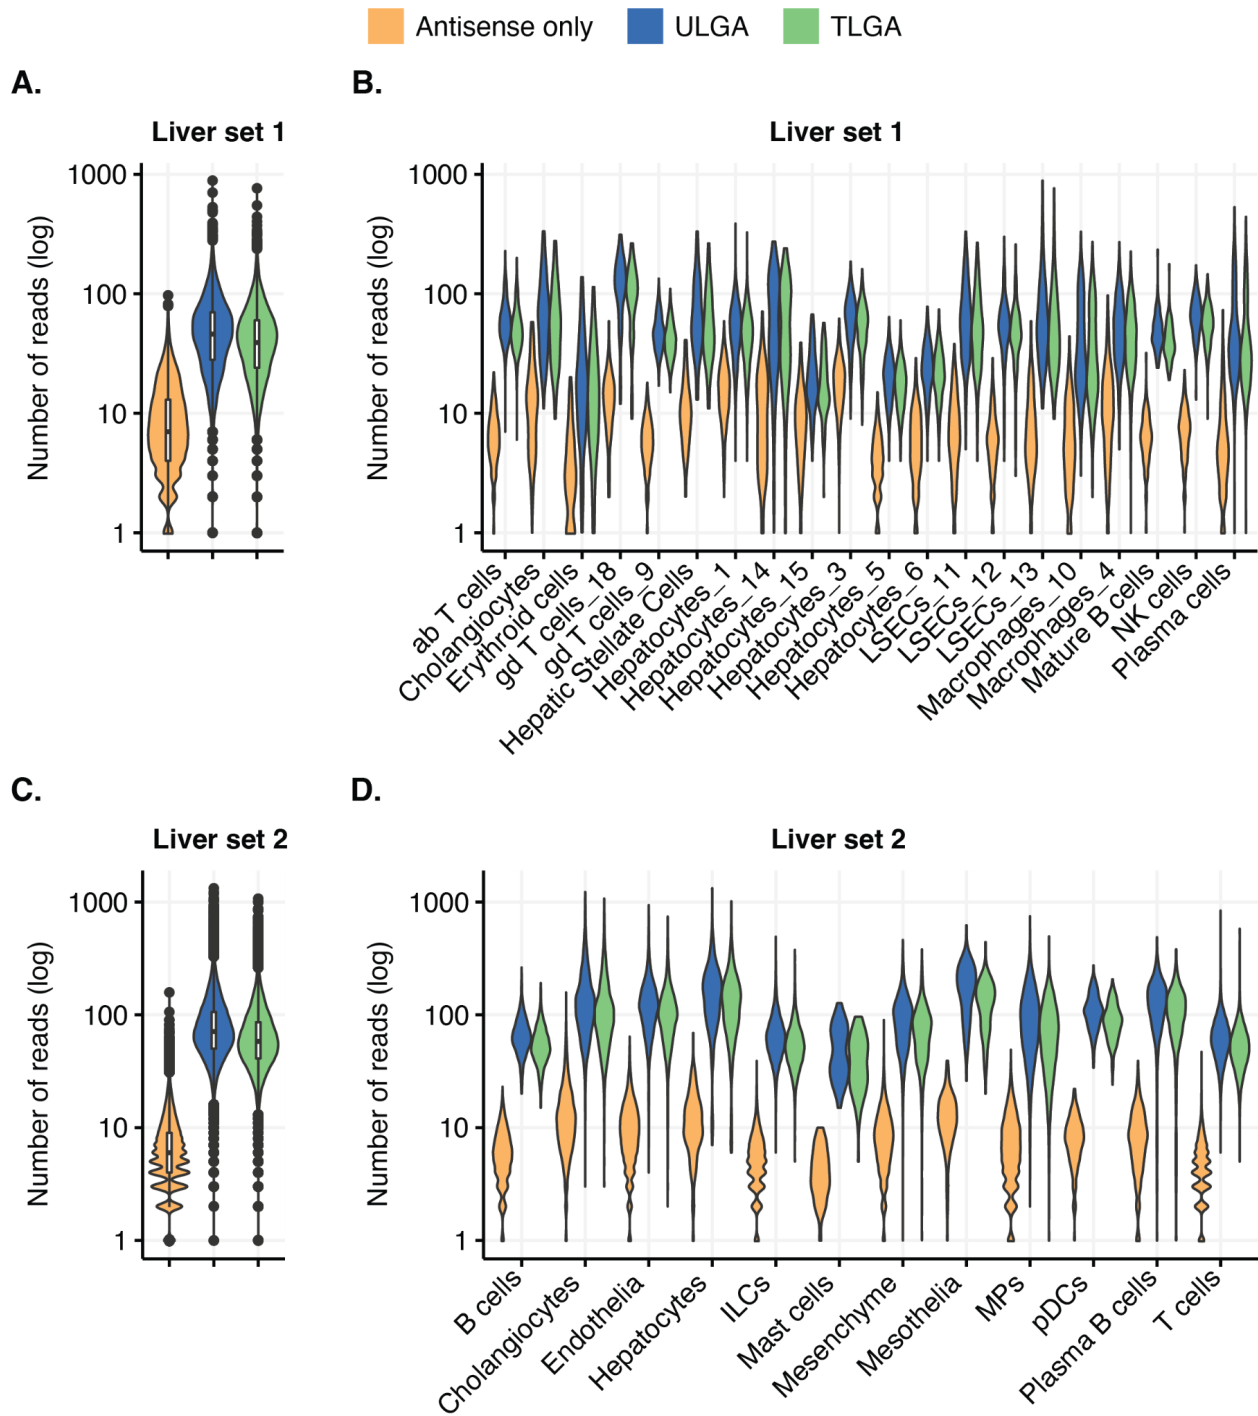 Antisense only ULGA TLGA
A. B.
Liver set 1 Liver set 1
Number of reads (log)
1000
100
10
1
Number of reads (log)
1000
100
10
1
ab T cells
Cholangiocytes
Erythroid cells
gd T cells_18
gd T cells_9
Hepatic Stellate Cells
Hepatocytes_1
Hepatocytes_14
Hepatocytes_15
Hepatocytes_3
Hepatocytes_5
Hepatocytes_6
LSECs_11
LSECs_12
LSECs_13
Macrophages_10
Macrophages_4
Mature B cells
NK cells
Plasma cells
C. D.
Liver set 2 Liver set 2
Number of reads (log)
1000
100
10
1
Number of reads (log)
1000
100
10
1
B cells
Cholangiocytes
Endothelia
Hepatocytes
ILCs
Mast cells
Mesenchyme
Mesothelia
MPs
pDCs
Plasma B cells
T cells